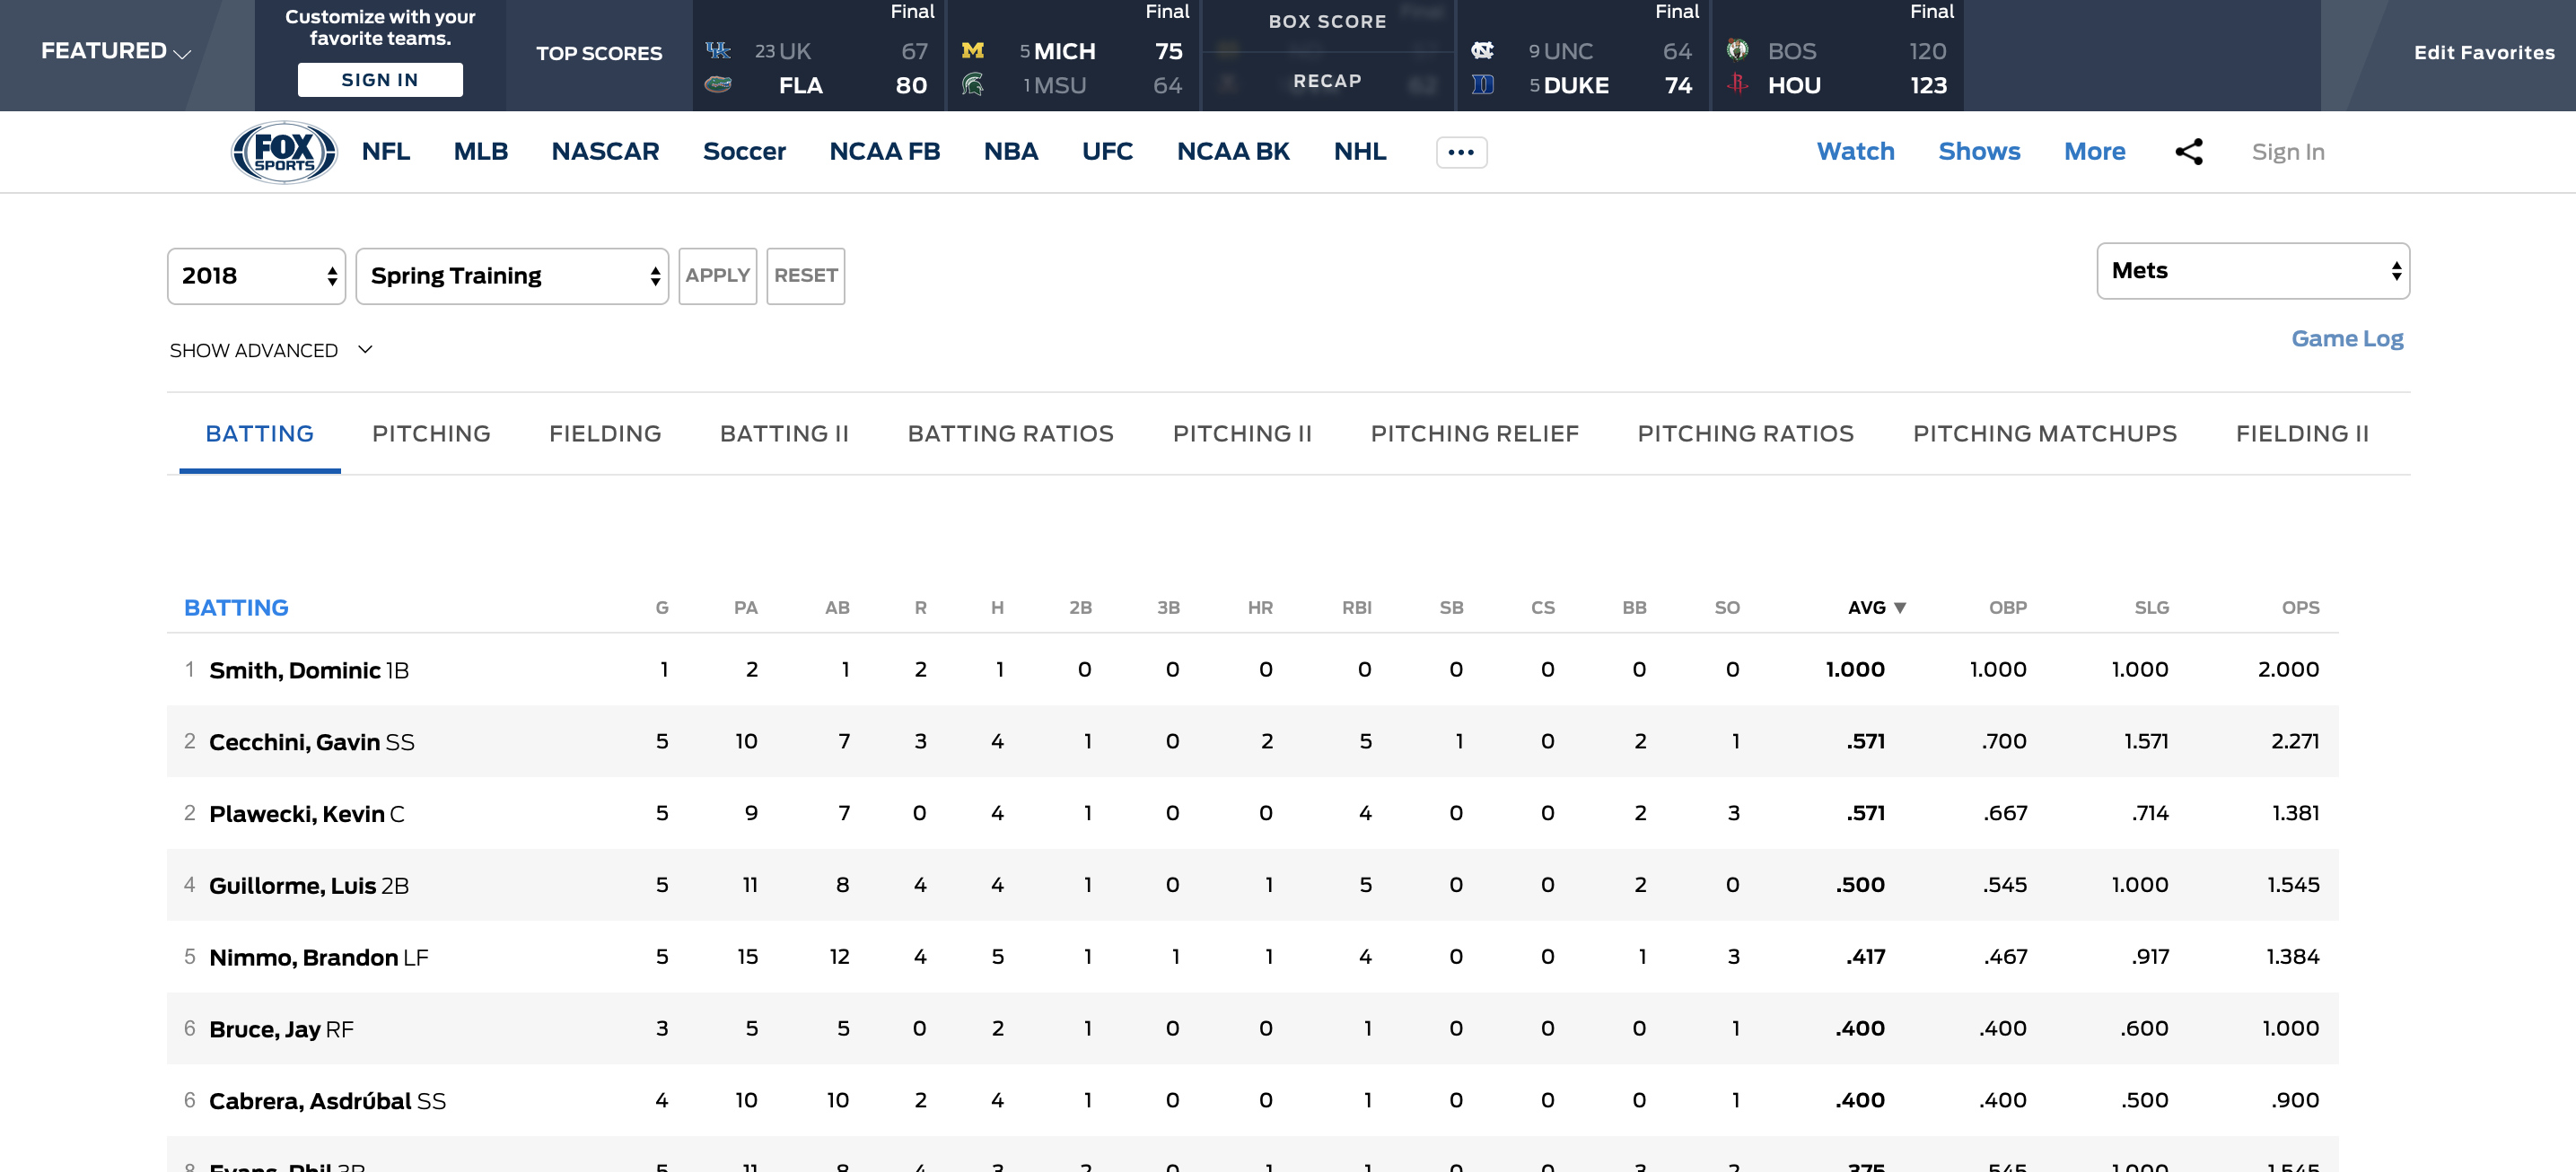 FEATURED
Customize with your
favorite teams.
SIGN IN
TOP SCORES
Final
23 UK 67
FLA 80
Final
5 MICH 75
1 MSU 64
BOX SCORE
RECAP
Final
9 UNC 64
5 DUKE 74
Final
BOS 120
HOU 123
Edit Favorites
FOX SPORTS NFL MLB NASCAR Soccer NCAA FB NBA UFC NCAA BK NHL ••• Watch Shows More Sign In
2018 Spring Training APPLY RESET Mets
SHOW ADVANCED Game Log
BATTING PITCHING FIELDING BATTING II BATTING RATIOS PITCHING II PITCHING RELIEF PITCHING RATIOS PITCHING MATCHUPS FIELDING II
BATTING G PA AB R H 2B 3B HR RBI SB CS BB SO AVG ▼ OBP SLG OPS
1 Smith, Dominic 1B 1 2 1 2 1 0 0 0 0 0 0 0 0 1.000 1.000 1.000 2.000
2 Cecchini, Gavin SS 5 10 7 3 4 1 0 2 5 1 0 2 1 .571 .700 1.571 2.271
2 Plawecki, Kevin C 5 9 7 0 4 1 0 0 4 0 0 2 3 .571 .667 .714 1.381
4 Guillorme, Luis 2B 5 11 8 4 4 1 0 1 5 0 0 2 0 .500 .545 1.000 1.545
5 Nimmo, Brandon LF 5 15 12 4 5 1 1 1 4 0 0 1 3 .417 .467 .917 1.384
6 Bruce, Jay RF 3 5 5 0 2 1 0 0 1 0 0 0 1 .400 .400 .600 1.000
6 Cabrera, Asdrúbal SS 4 10 10 2 4 1 0 0 1 0 0 0 1 .400 .400 .500 .900
8 Evans, Phil 5 11 8 4 3 2 0 1 1 0 0 3 2 .375 .545 1.000 1.545